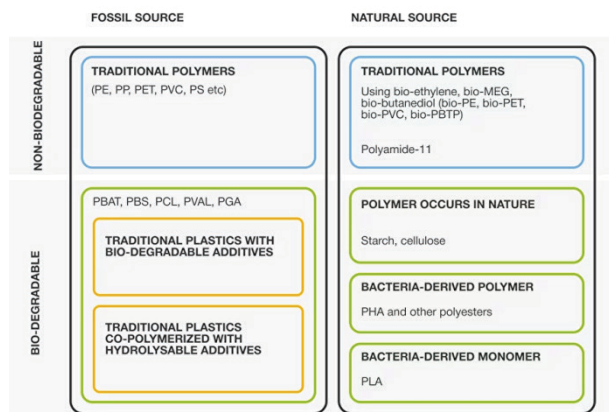 FOSSIL SOURCE
NATURAL SOURCE
NON-BIODEGRADABLE
TRADITIONAL POLYMERS
(PE, PP, PET, PVC, PS etc)
TRADITIONAL POLYMERS
Using bio-ethylene, bio-MEG,
bio-butanediol (bio-PE, bio-PET,
bio-PVC, bio-PBTP)
Polyamide-11
BIO-DEGRADABLE
PBAT, PBS, PCL, PVAL, PGA
TRADITIONAL PLASTICS WITH
BIO-DEGRADABLE ADDITIVES
TRADITIONAL PLASTICS
CO-POLYMERIZED WITH
HYDROLYSABLE ADDITIVES
POLYMER OCCURS IN NATURE
Starch, cellulose
BACTERIA-DERIVED POLYMER
PHA and other polyesters
BACTERIA-DERIVED MONOMER
PLA